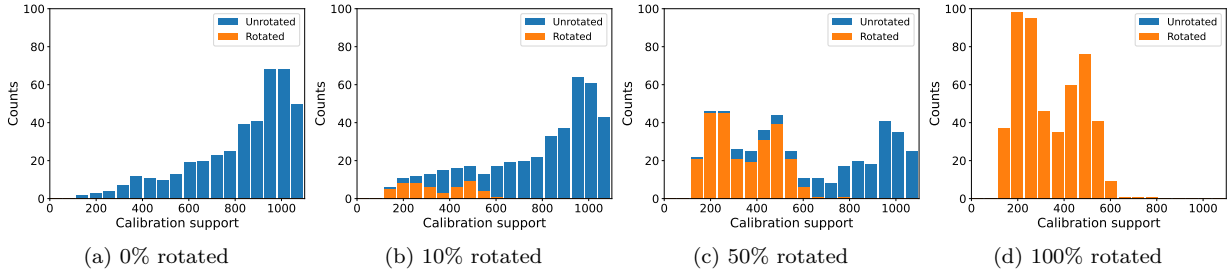 100
80
60
40
20
0
Counts
Unrotated
Rotated
0 200 400 600 800 1000
Calibration support
(a) 0% rotated
100
80
60
40
20
0
Counts
Unrotated
Rotated
0 200 400 600 800 1000
Calibration support
(b) 10% rotated
100
80
60
40
20
0
Counts
Unrotated
Rotated
0 200 400 600 800 1000
Calibration support
(c) 50% rotated
100
80
60
40
20
0
Counts
Unrotated
Rotated
0 200 400 600 800 1000
Calibration support
(d) 100% rotated